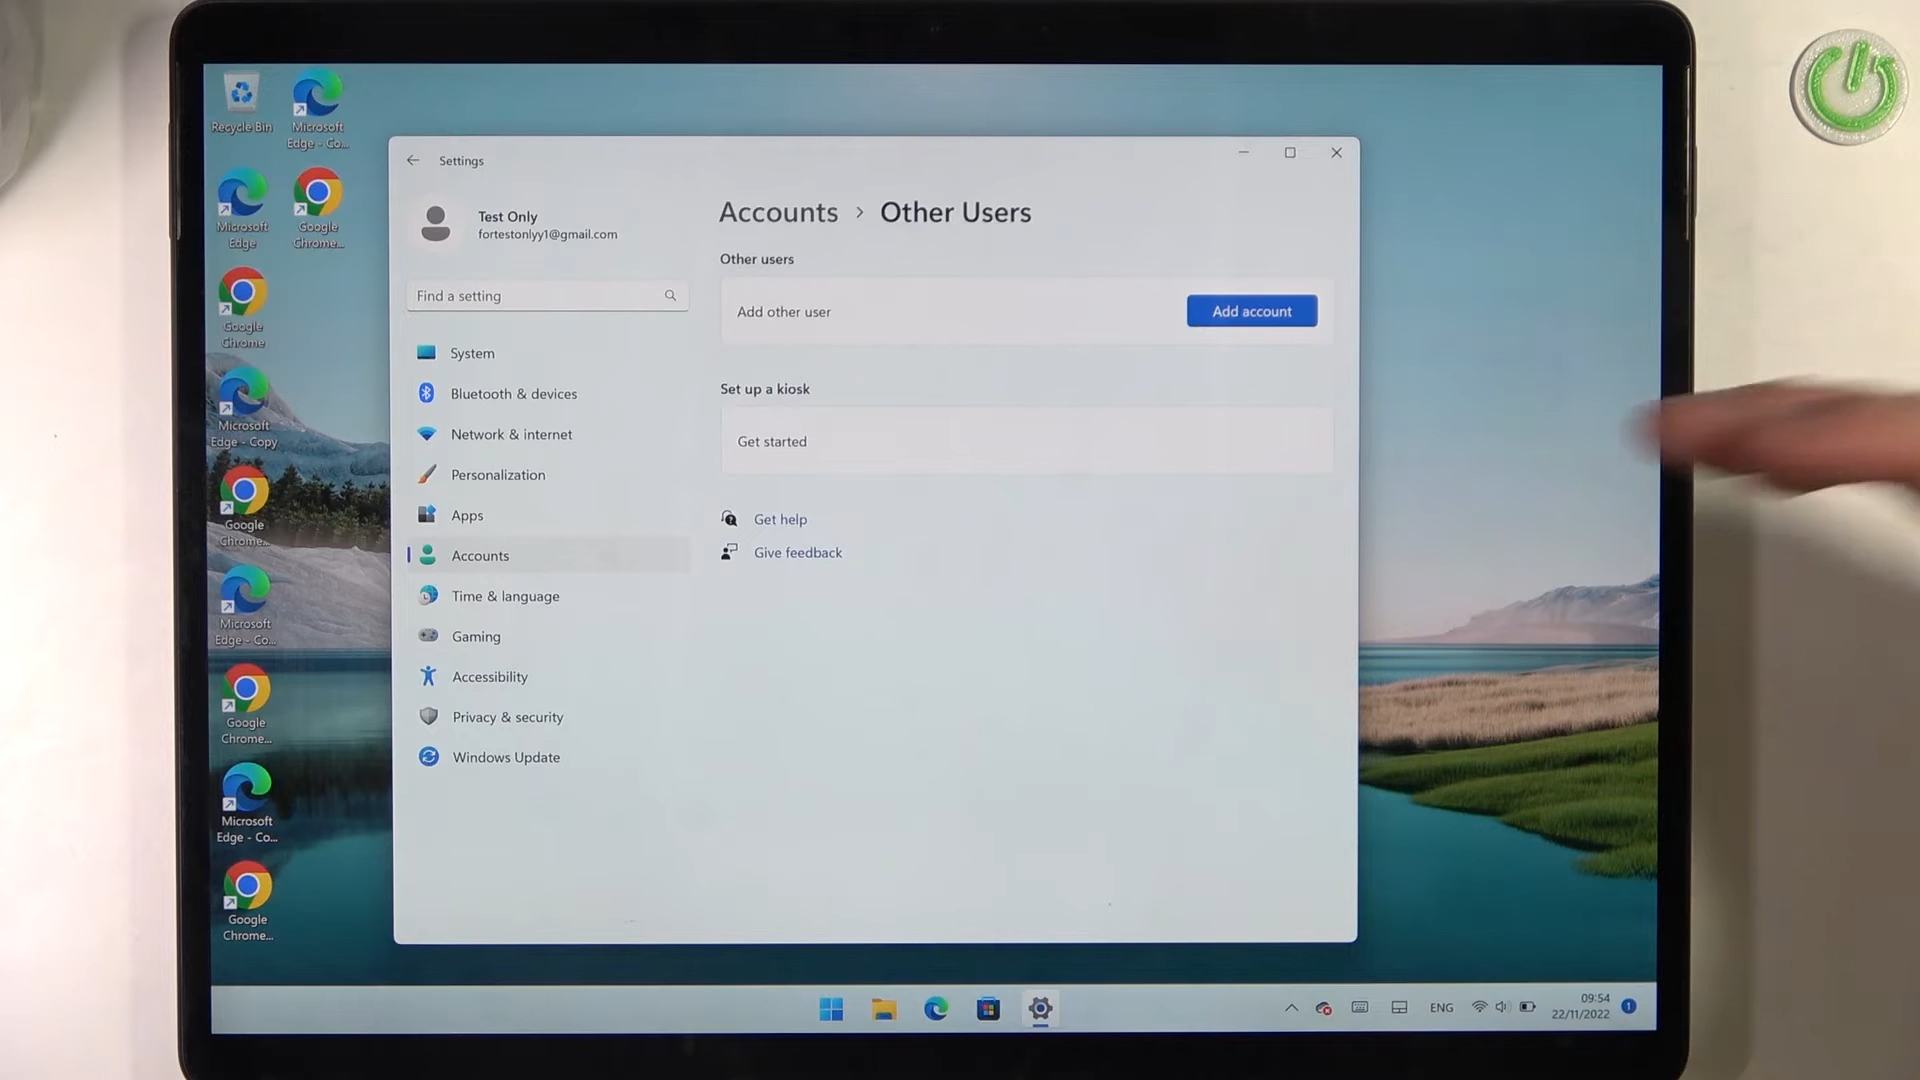 Recycle Bin
Microsoft
Edge - Co...
Microsoft
Edge
Google
Chrome...
Google
Chrome
Microsoft
Edge - Copy
Google
Chrome...
Microsoft
Edge - Co...
Google
Chrome...
Microsoft
Edge - Co...
Google
Chrome...
Settings
Test Only
fortestonlyy1@gmail.com
Find a setting
System
Bluetooth & devices
Network & internet
Personalization
Apps
Accounts
Time & language
Gaming
Accessibility
Privacy & security
Windows Update
Accounts > Other Users
Other users
Add other user
Add account
Set up a kiosk
Get started
Get help
Give feedback
ENG
09:54
22/11/2022
1